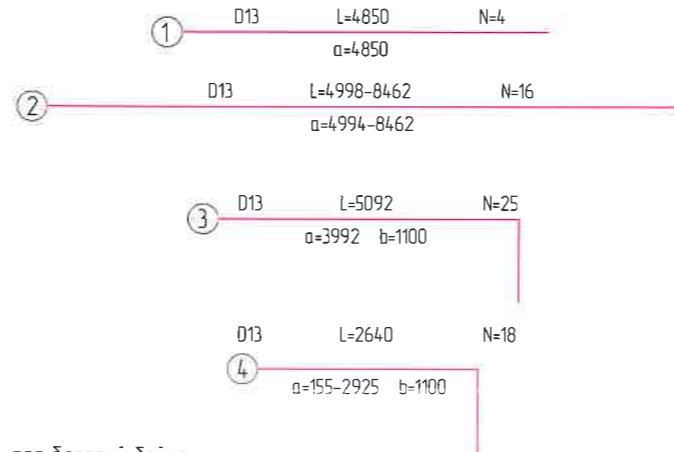 D13 L=4850 N=4
1
a=4850
D13 L=4998-8462 N=16
2
a=4994-8462
D13 L=5092 N=25
3
a=3992 b=1100
D13 L=2640 N=18
4
a=155-2925 b=1100